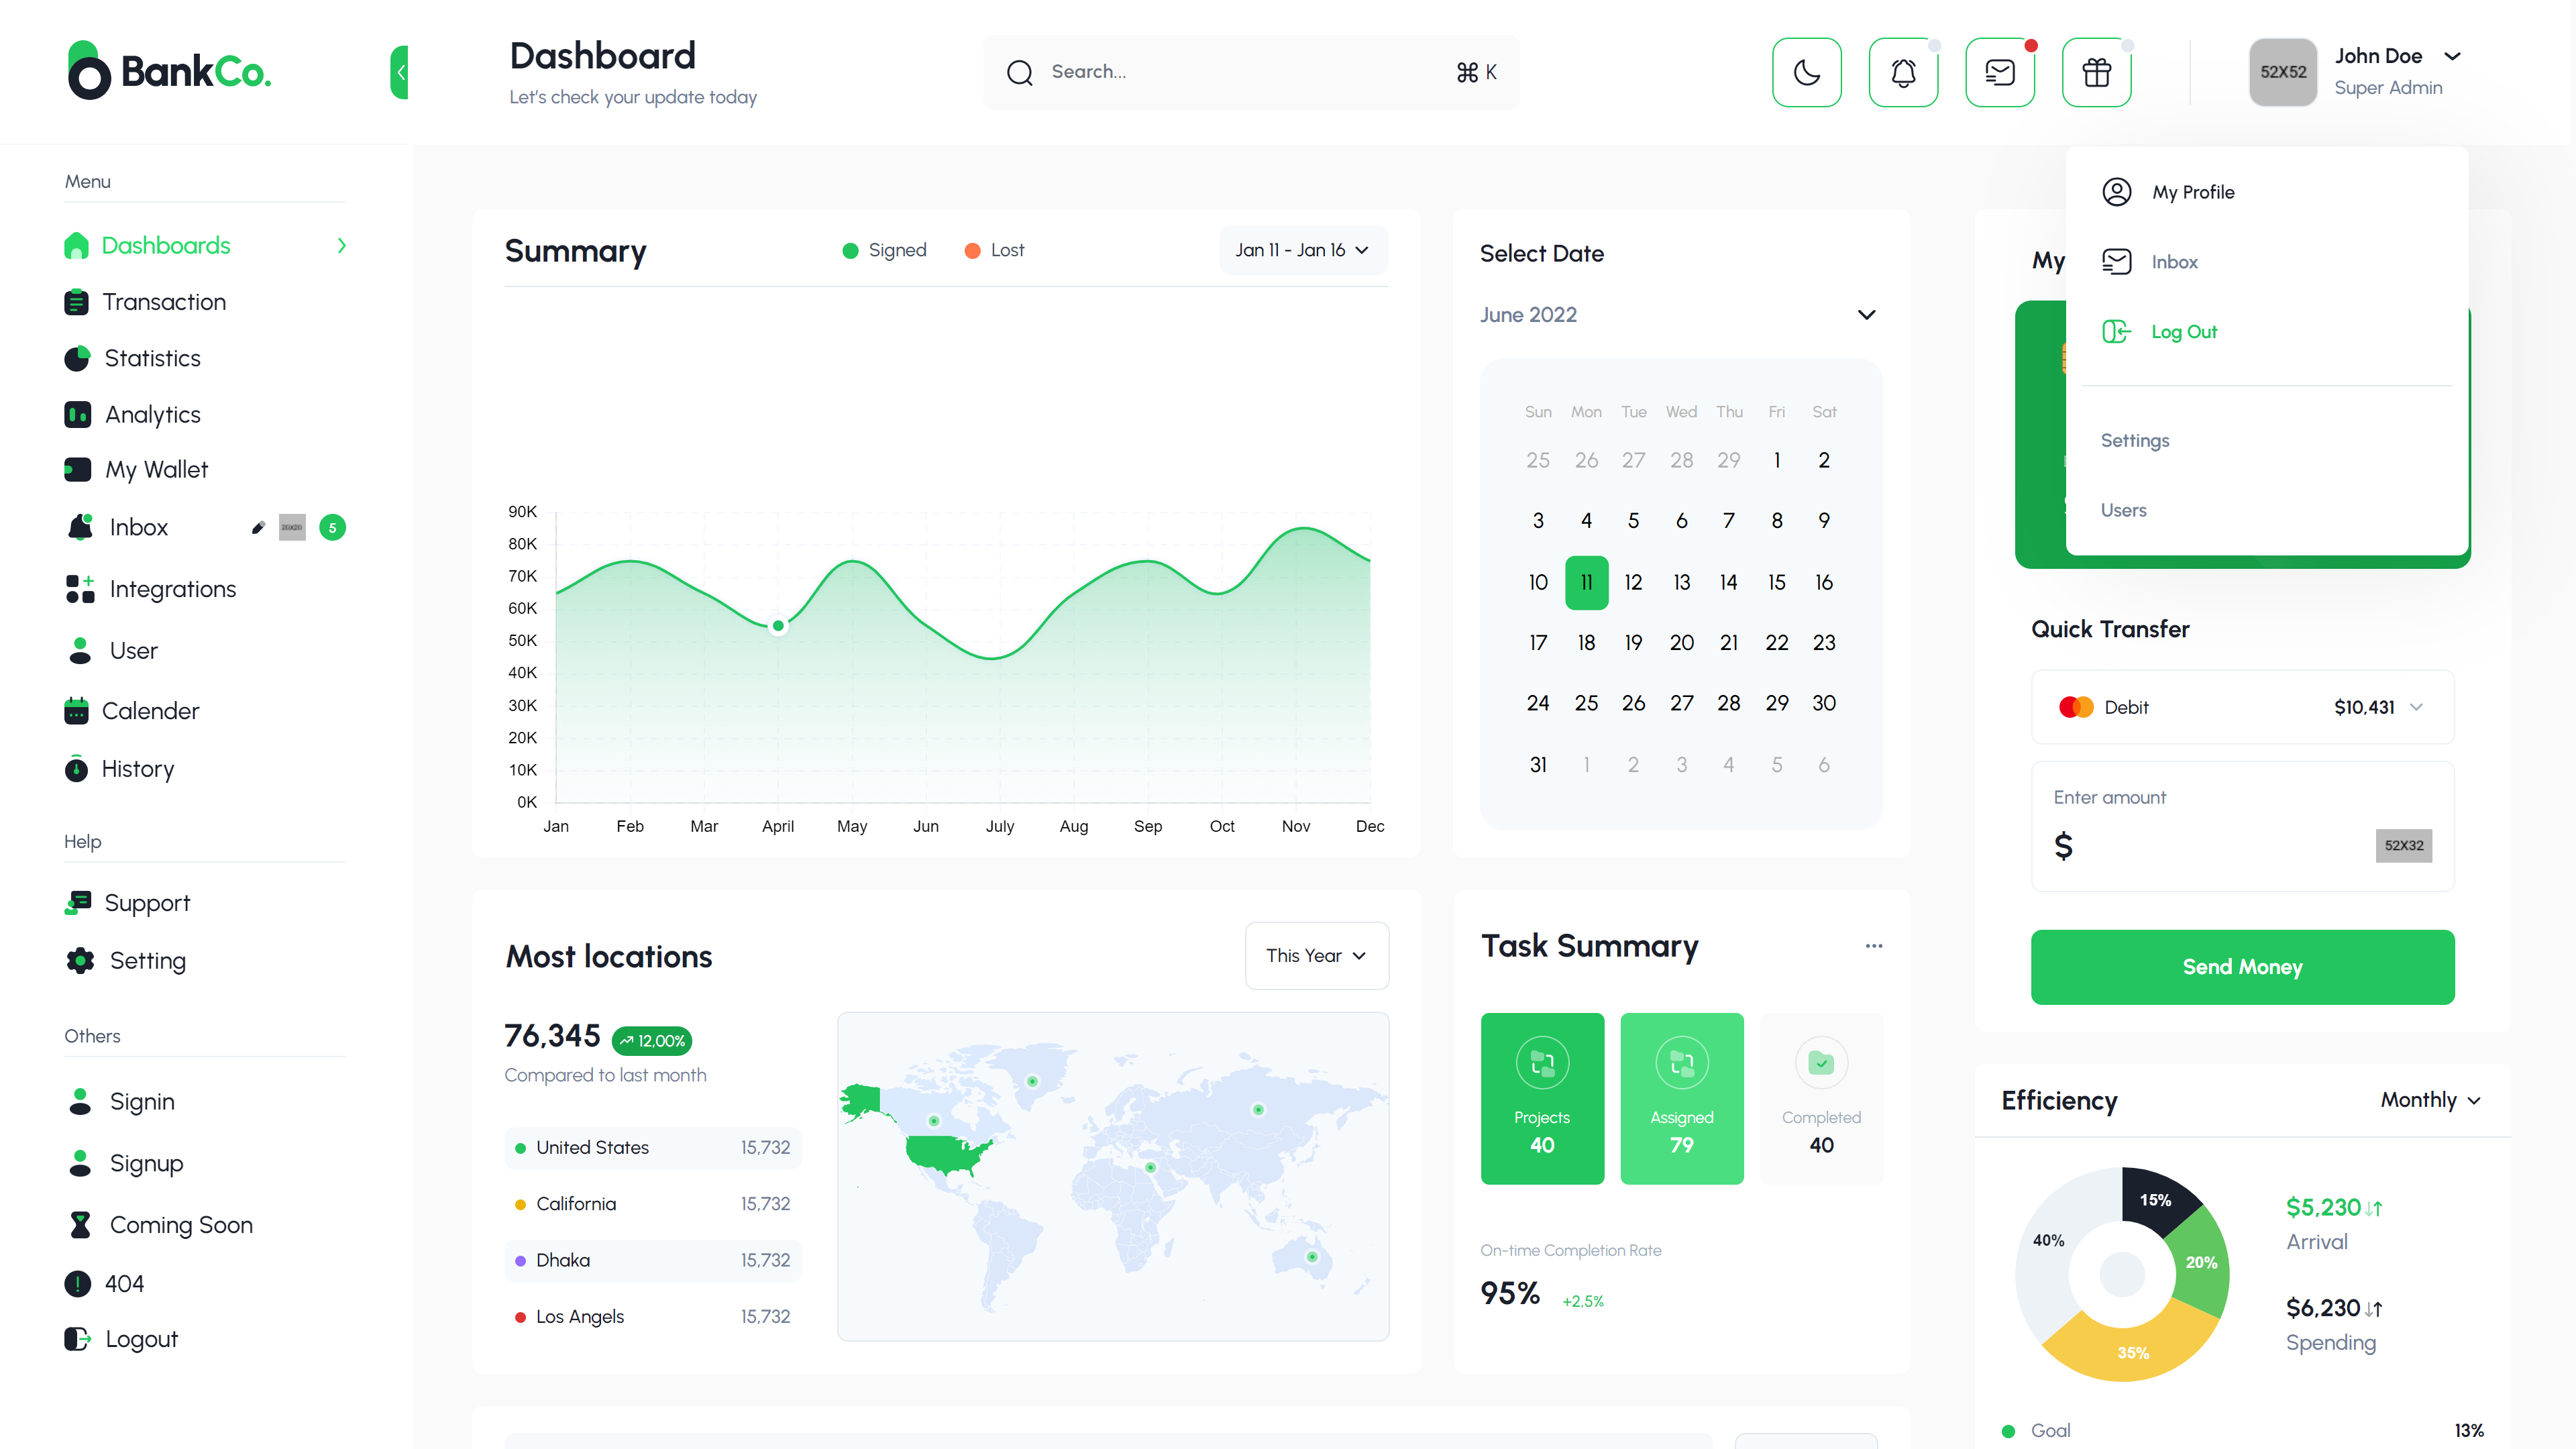 BankCo.
Dashboard
Let's check your update today
Search...
⌘ K
52X52
John Doe
Super Admin
Menu
Dashboards
Transaction
Statistics
Analytics
My Wallet
Inbox
20X20
5
Integrations
User
Calender
History
Help
Support
Setting
Others
Signin
Signup
Coming Soon
404
Logout
Summary
Signed
Lost
Jan 11 - Jan 16
90K
80K
70K
60K
50K
40K
30K
20K
10K
0K
Jan Feb Mar April May Jun July Aug Sep Oct Nov Dec
Select Date
June 2022
Sun Mon Tue Wed Thu Fri Sat
25 26 27 28 29 1 2
3 4 5 6 7 8 9
10 11 12 13 14 15 16
17 18 19 20 21 22 23
24 25 26 27 28 29 30
31 1 2 3 4 5 6
My
My Profile
Inbox
Log Out
Settings
Users
Quick Transfer
Debit
$10,431
Enter amount
$
52X32
Send Money
Most locations
This Year
76,345
12,00%
Compared to last month
United States 15,732
California 15,732
Dhaka 15,732
Los Angels 15,732
Task Summary
...
Projects
40
Assigned
79
Completed
40
On-time Completion Rate
95%
+2,5%
Efficiency
Monthly
15%
20%
35%
40%
$5,230
Arrival
$6,230
Spending
Goal
13%